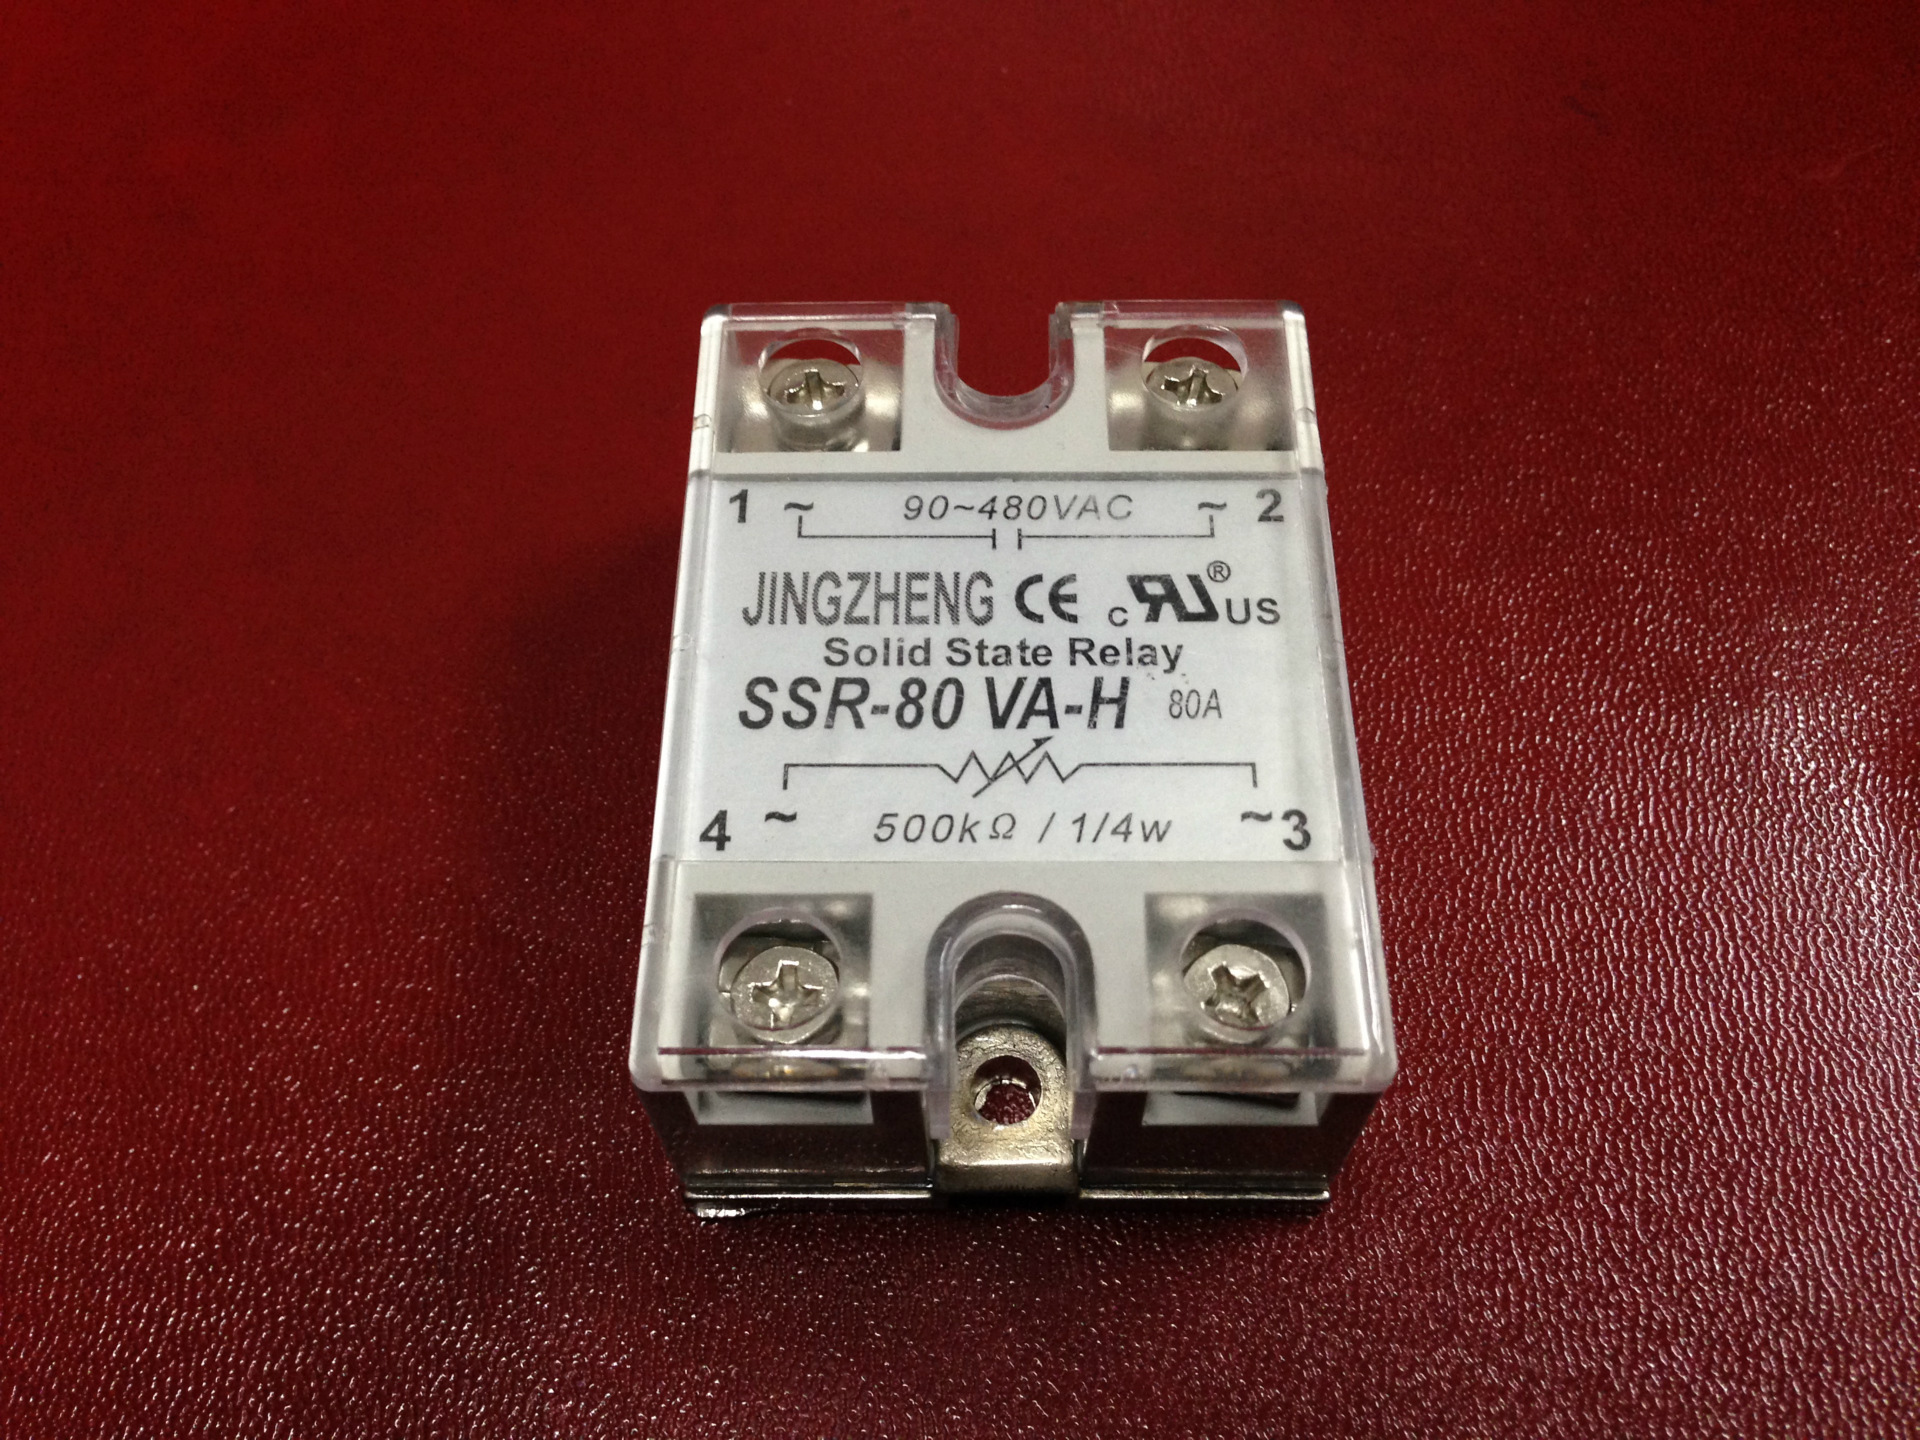 1 ~ 90~480VAC ~ 2
JINGZHENG CE c RU® US
Solid State Relay
SSR-80 VA-H 80A
4 ~ 500kΩ / 1/4w ~ 3